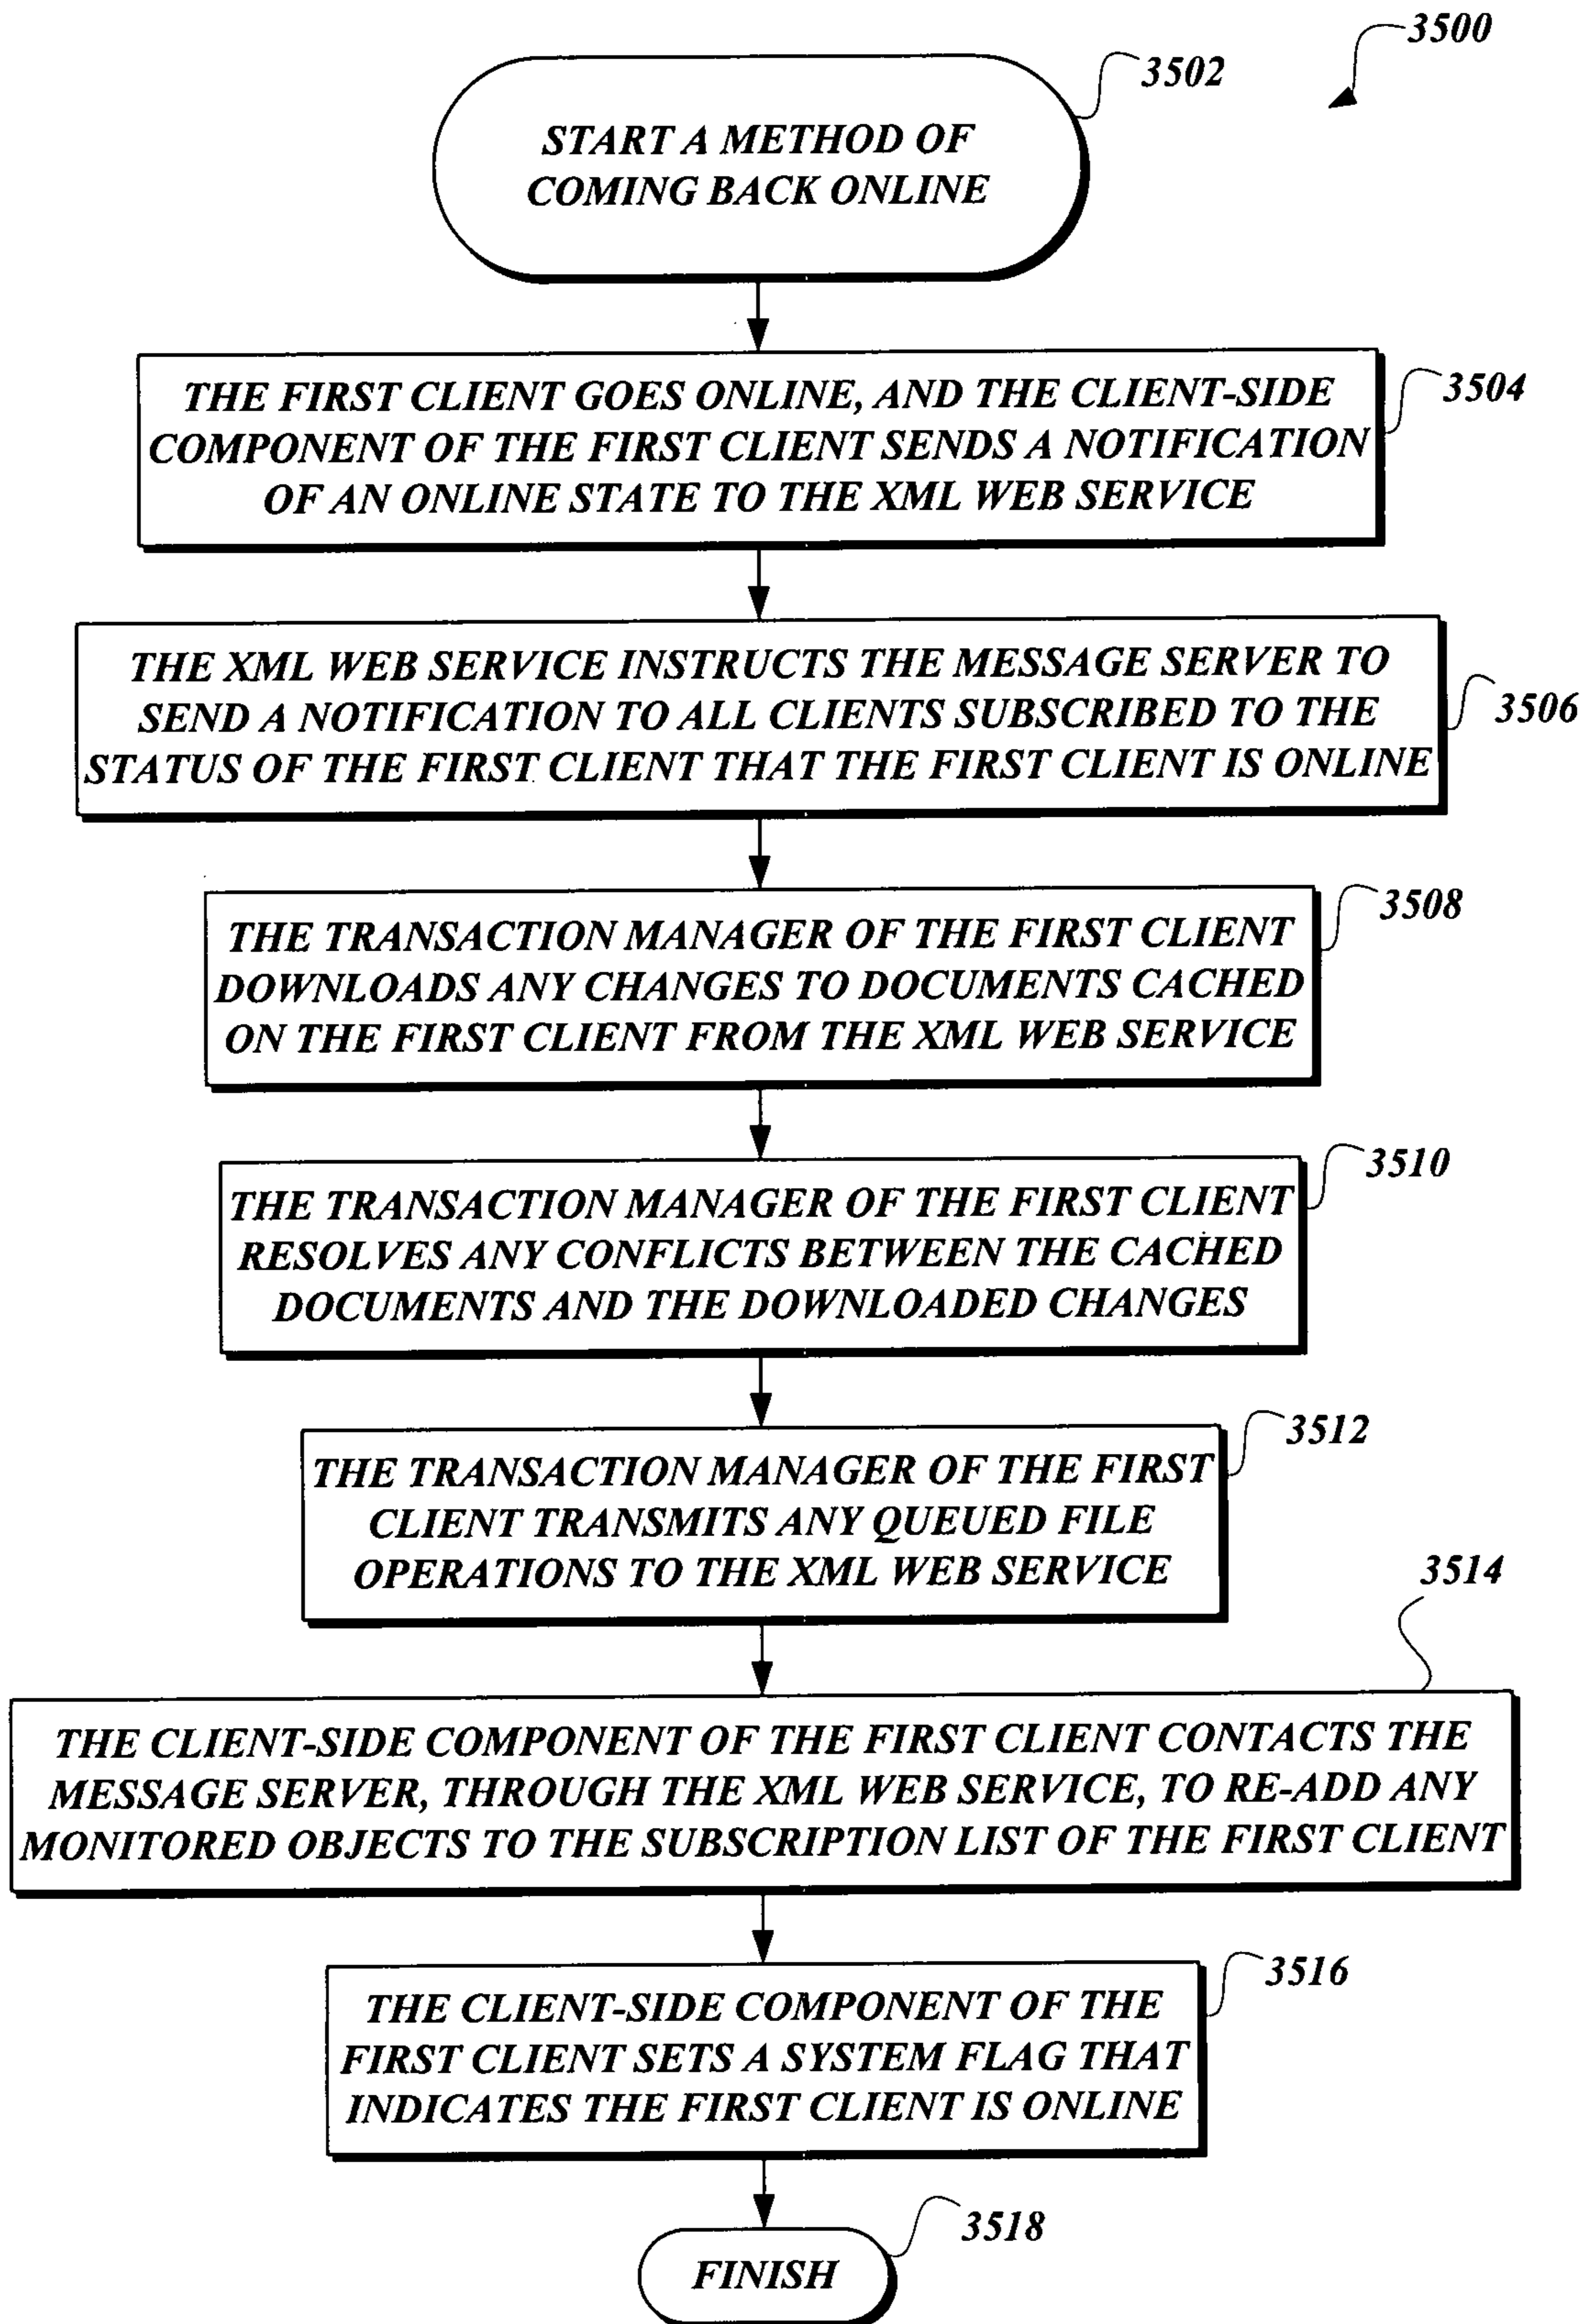 3500
3502
START A METHOD OF
COMING BACK ONLINE
3504
THE FIRST CLIENT GOES ONLINE, AND THE CLIENT-SIDE
COMPONENT OF THE FIRST CLIENT SENDS A NOTIFICATION
OF AN ONLINE STATE TO THE XML WEB SERVICE
3506
THE XML WEB SERVICE INSTRUCTS THE MESSAGE SERVER TO
SEND A NOTIFICATION TO ALL CLIENTS SUBSCRIBED TO THE
STATUS OF THE FIRST CLIENT THAT THE FIRST CLIENT IS ONLINE
3508
THE TRANSACTION MANAGER OF THE FIRST CLIENT
DOWNLOADS ANY CHANGES TO DOCUMENTS CACHED
ON THE FIRST CLIENT FROM THE XML WEB SERVICE
3510
THE TRANSACTION MANAGER OF THE FIRST CLIENT
RESOLVES ANY CONFLICTS BETWEEN THE CACHED
DOCUMENTS AND THE DOWNLOADED CHANGES
3512
THE TRANSACTION MANAGER OF THE FIRST
CLIENT TRANSMITS ANY QUEUED FILE
OPERATIONS TO THE XML WEB SERVICE
3514
THE CLIENT-SIDE COMPONENT OF THE FIRST CLIENT CONTACTS THE
MESSAGE SERVER, THROUGH THE XML WEB SERVICE, TO RE-ADD ANY
MONITORED OBJECTS TO THE SUBSCRIPTION LIST OF THE FIRST CLIENT
3516
THE CLIENT-SIDE COMPONENT OF THE
FIRST CLIENT SETS A SYSTEM FLAG THAT
INDICATES THE FIRST CLIENT IS ONLINE
3518
FINISH